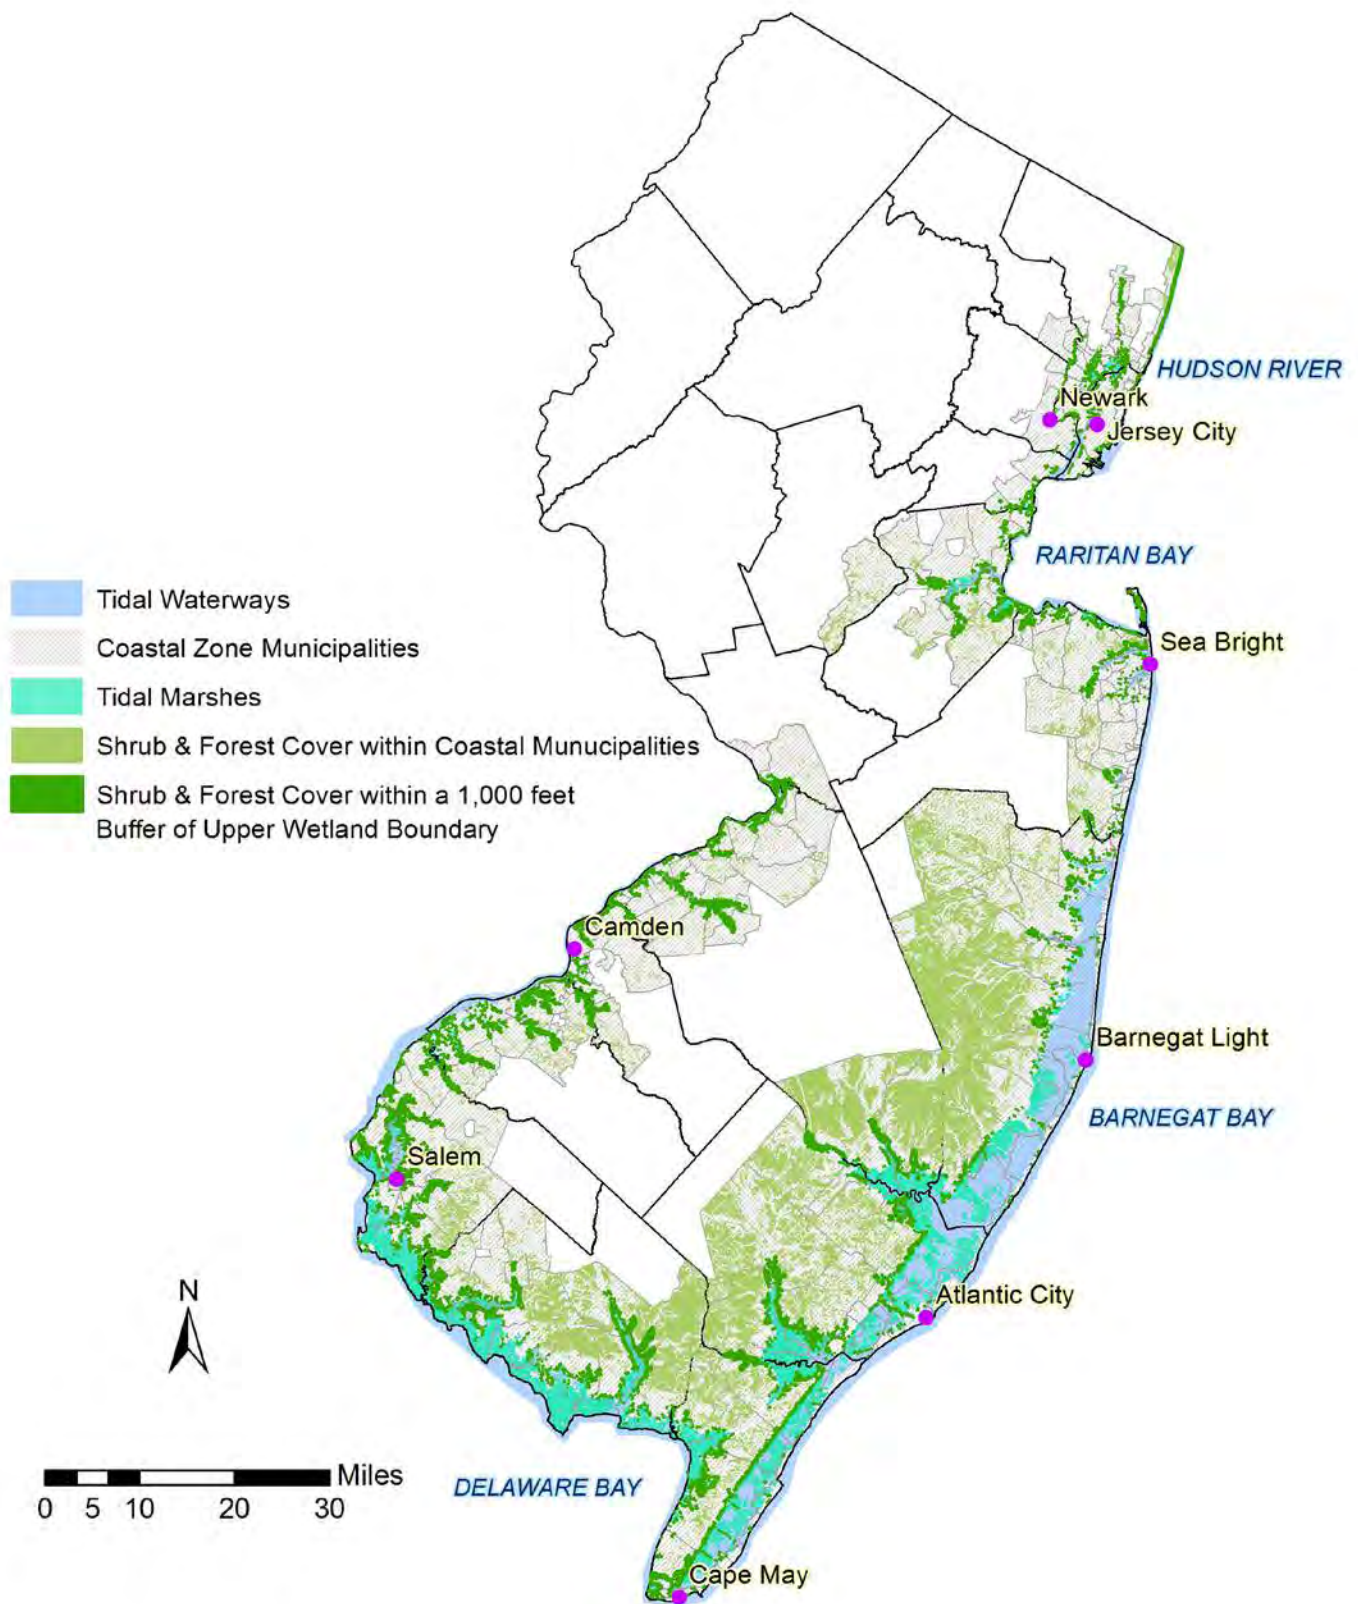 HUDSON RIVER
Newark
Jersey City
RARITAN BAY
Tidal Waterways
Coastal Zone Municipalities
Sea Bright
Tidal Marshes
Shrub & Forest Cover within Coastal Munucipalities
Shrub & Forest Cover within a 1,000 feet
Buffer of Upper Wetland Boundary
Camden
Barnegat Light
BARNEGAT BAY
Salem
N
Atlantic City
Miles
0 5 10 20 30
DELAWARE BAY
Cape May